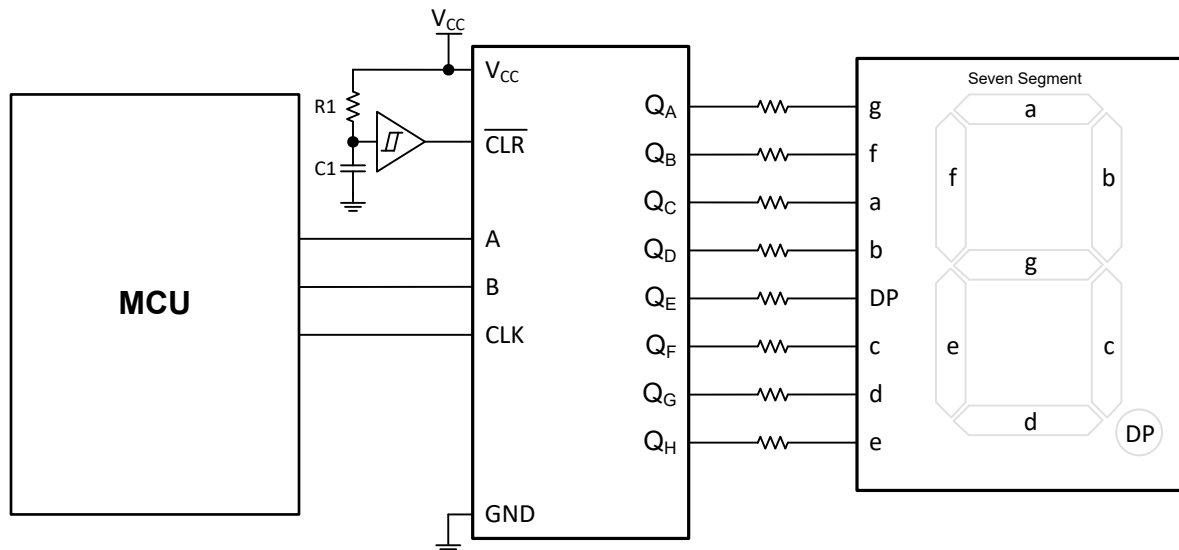 VCC
MCU
R1
C1
VCC
CLR
A
B
CLK
GND
QA
QB
QC
QD
QE
QF
QG
QH
g
f
a
b
DP
c
d
e
Seven Segment
a
f
b
g
e
c
d
DP